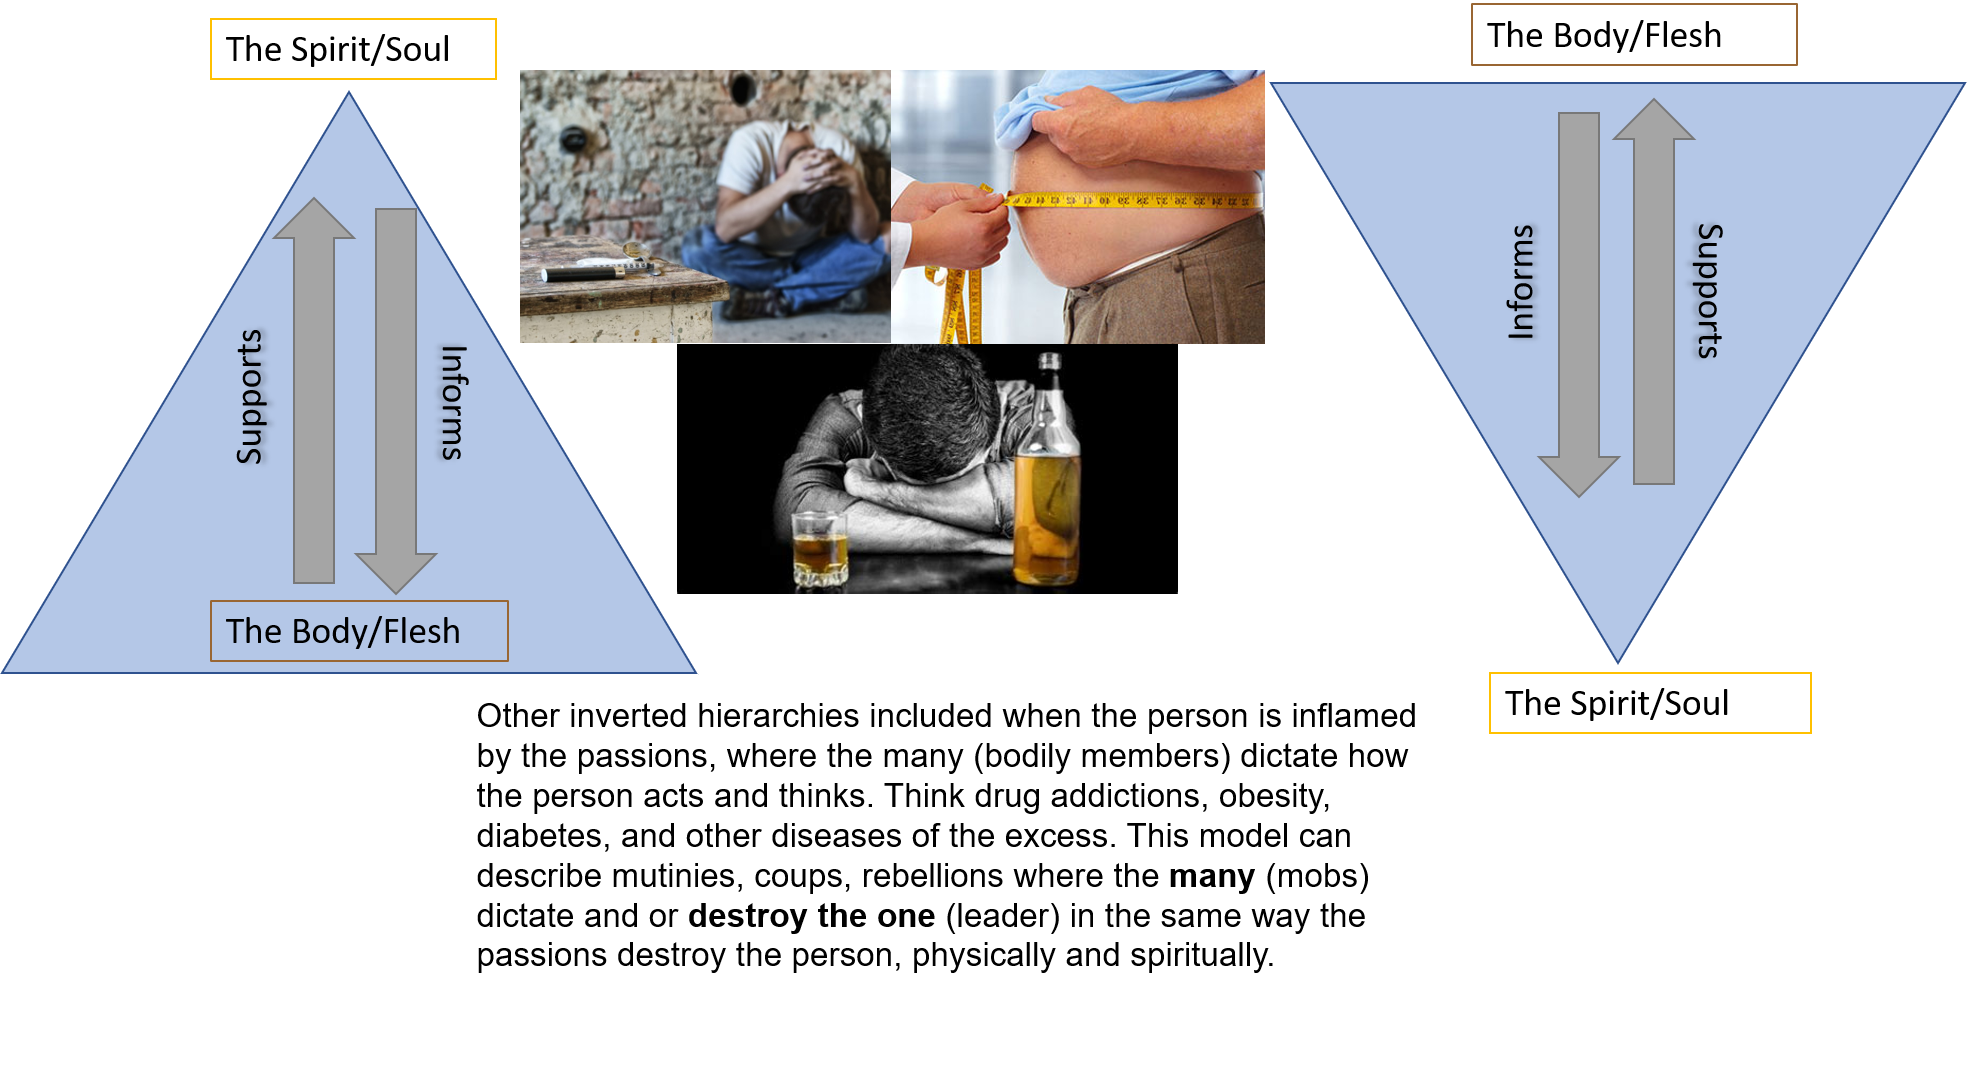 The Spirit/Soul
Supports
Informs
The Body/Flesh
The Body/Flesh
Informs
Supports
The Spirit/Soul
Other inverted hierarchies included when the person is inflamed
by the passions, where the many (bodily members) dictate how
the person acts and thinks. Think drug addictions, obesity,
diabetes, and other diseases of the excess. This model can
describe mutinies, coups, rebellions where the many (mobs)
dictate and or destroy the one (leader) in the same way the
passions destroy the person, physically and spiritually.